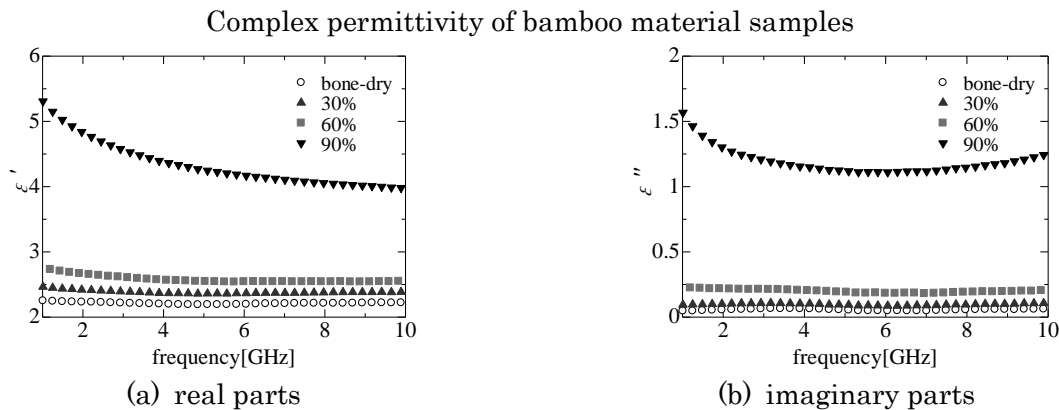 Complex permittivity of bamboo material samples
6
5
4
3
2
ε′
bone-dry
30%
60%
90%
2 4 6 8 10
frequency[GHz]
(a) real parts
2
1.5
1
0.5
0
ε″
bone-dry
30%
60%
90%
2 4 6 8 10
frequency[GHz]
(b) imaginary parts